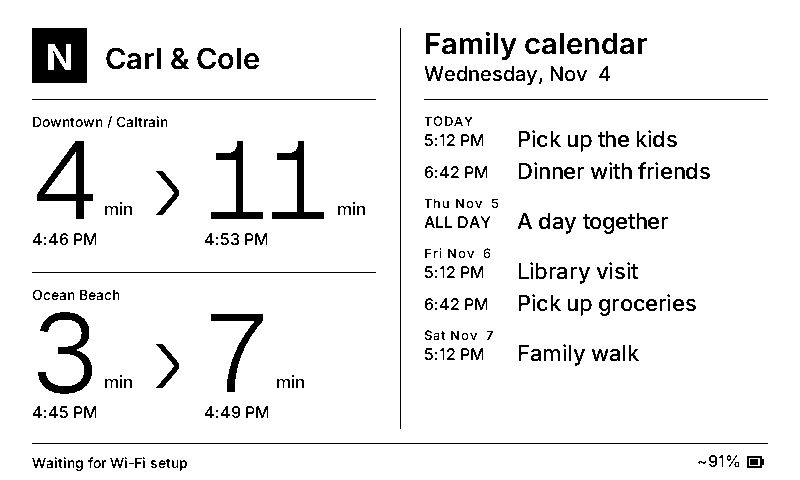 N Carl & Cole
Downtown / Caltrain
4 min > 11 min
4:46 PM 4:53 PM
Ocean Beach
3 min > 7 min
4:45 PM 4:49 PM
Family calendar
Wednesday, Nov 4
TODAY
5:12 PM Pick up the kids
6:42 PM Dinner with friends
Thu Nov 5
ALL DAY A day together
Fri Nov 6
5:12 PM Library visit
6:42 PM Pick up groceries
Sat Nov 7
5:12 PM Family walk
Waiting for Wi-Fi setup
~91%